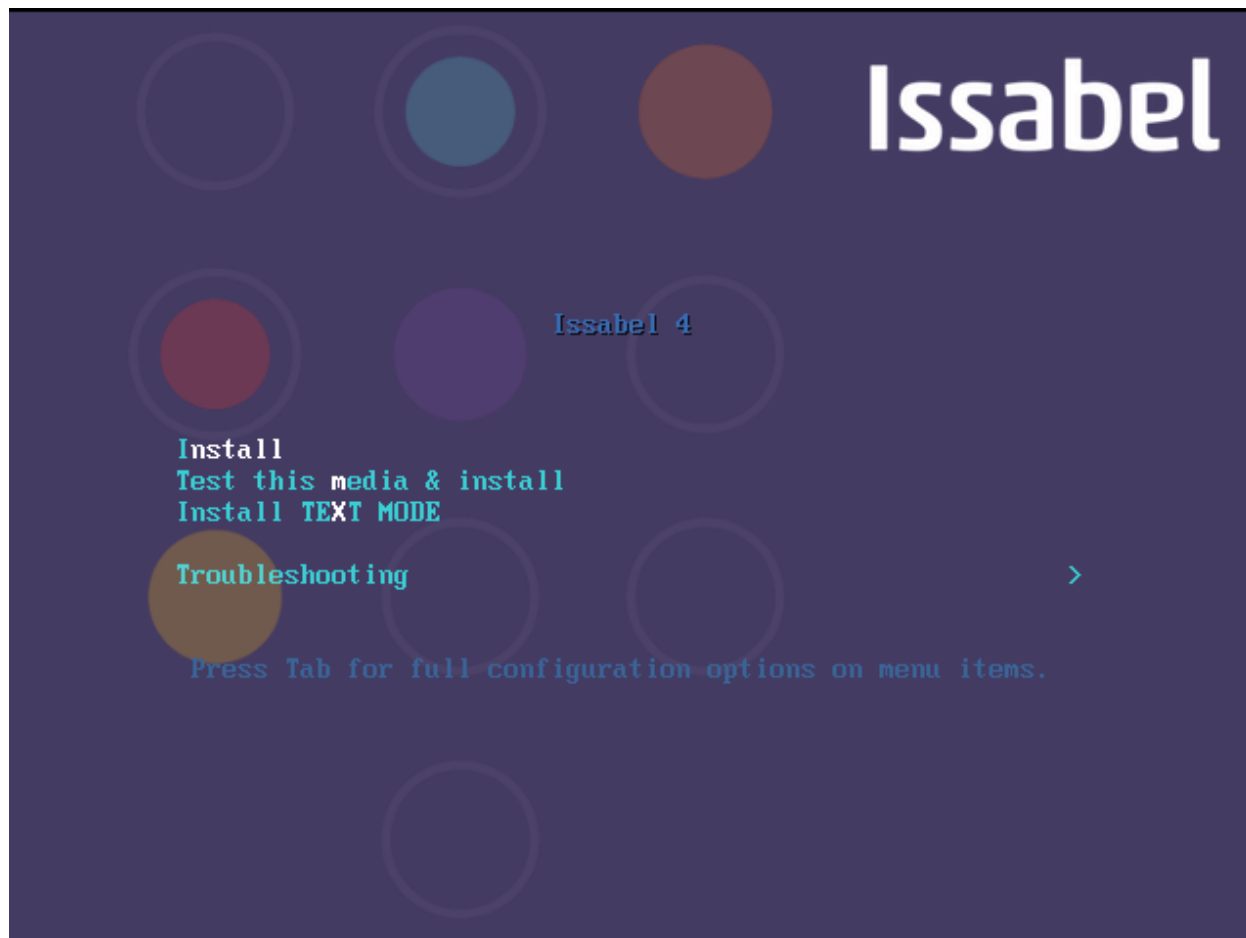 Issabel
Issabel 4
Install
Test this media & install
Install TEXT MODE
Troubleshooting >
Press Tab for full configuration options on menu items.